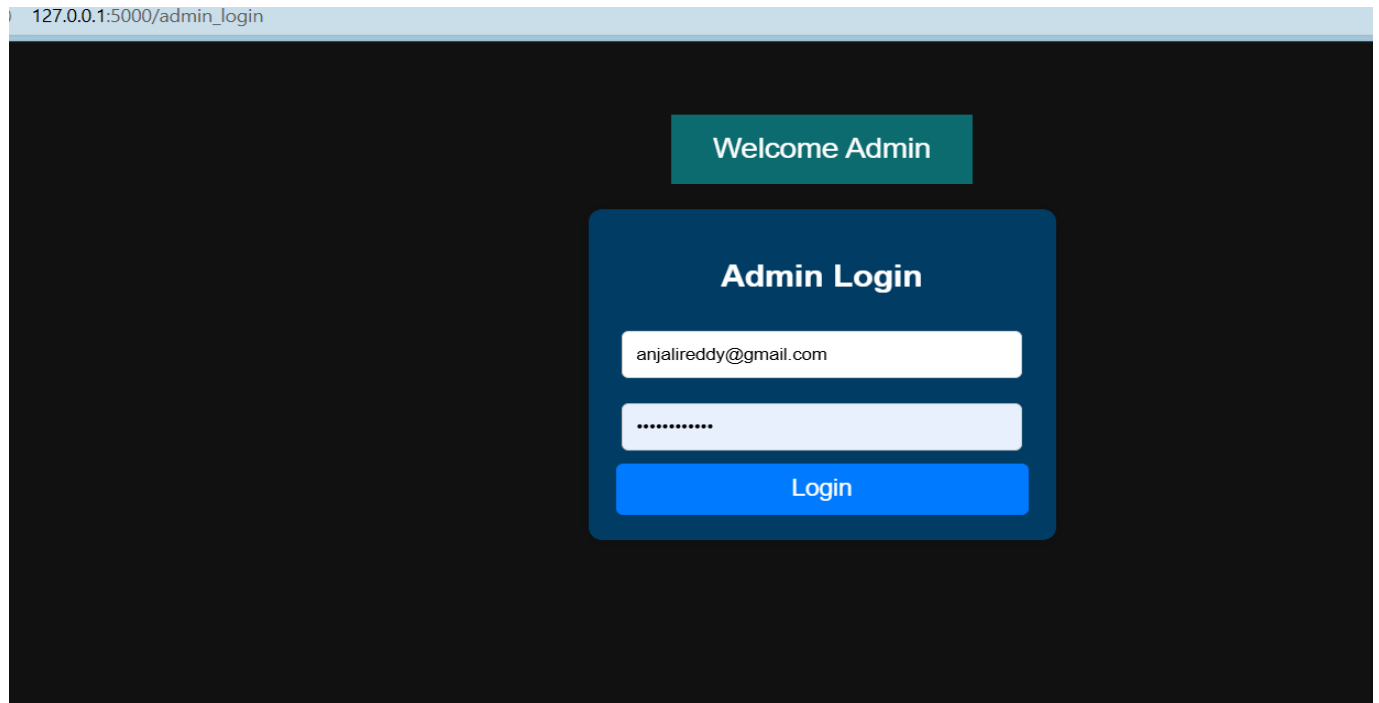 127.0.0.1:5000/admin_login
Welcome Admin
Admin Login
anjalireddy@gmail.com
••••••••••••
Login